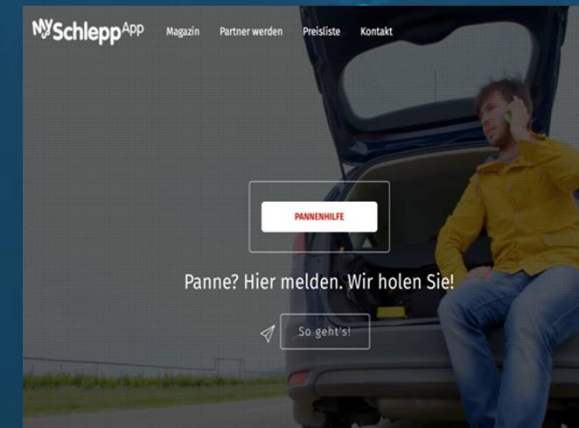 MySchleppApp
Magazin Partner werden Preisliste Kontakt
PANNENHILFE
Panne? Hier melden. Wir holen Sie!
So geht's!